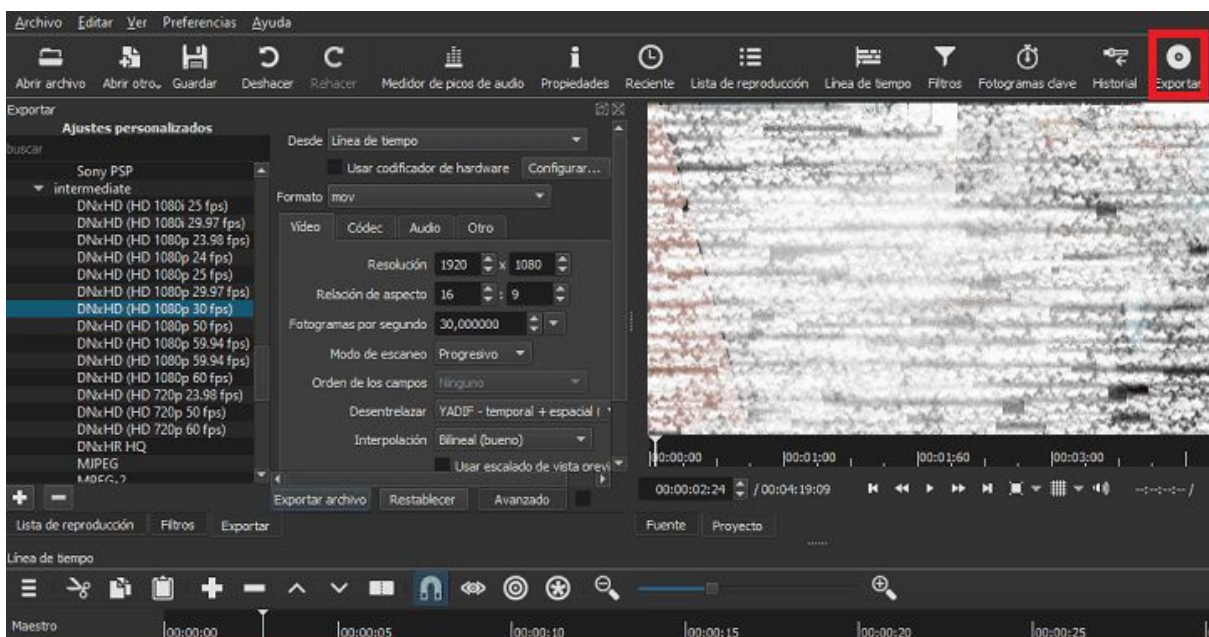 Archivo Editar Ver Preferencias Ayuda
Abrir archivo Abrir otro... Guardar Deshacer Rehacer Medidor de picos de audio Propiedades Reciente Lista de reproducción Línea de tiempo Filtros Fotogramas clave Historial Exportar
Exportar
Ajustes personalizados
buscar
Sony PSP
intermediate
DNxHD (HD 1080i 25 fps)
DNxHD (HD 1080i 29.97 fps)
DNxHD (HD 1080p 23.98 fps)
DNxHD (HD 1080p 24 fps)
DNxHD (HD 1080p 25 fps)
DNxHD (HD 1080p 29.97 fps)
DNxHD (HD 1080p 30 fps)
DNxHD (HD 1080p 50 fps)
DNxHD (HD 1080p 59.94 fps)
DNxHD (HD 1080p 59.94 fps)
DNxHD (HD 1080p 60 fps)
DNxHD (HD 720p 23.98 fps)
DNxHD (HD 720p 50 fps)
DNxHD (HD 720p 60 fps)
DNxHR HQ
MJPEG
MPEG-2
Desde Línea de tiempo
Usar codificador de hardware Configurar...
Formato mov
Vídeo Códec Audio Otro
Resolución 1920 x 1080
Relación de aspecto 16 : 9
Fotogramas por segundo 30,000000
Modo de escaneo Progresivo
Orden de los campos Ninguno
Desentrelazar YADIF - temporal + espacial (
Interpolación Bilineal (bueno)
Usar escalado de vista previ
Exportar archivo Restablecer Avanzado
Lista de reproducción Filtros Exportar
00:00:00 00:01:00 00:01:60 00:03:00
00:00:02:24 / 00:04:19:09 --:--:--:-- /
Fuente Proyecto
Línea de tiempo
Maestro 00:00:00 00:00:05 00:00:10 00:00:15 00:00:20 00:00:25